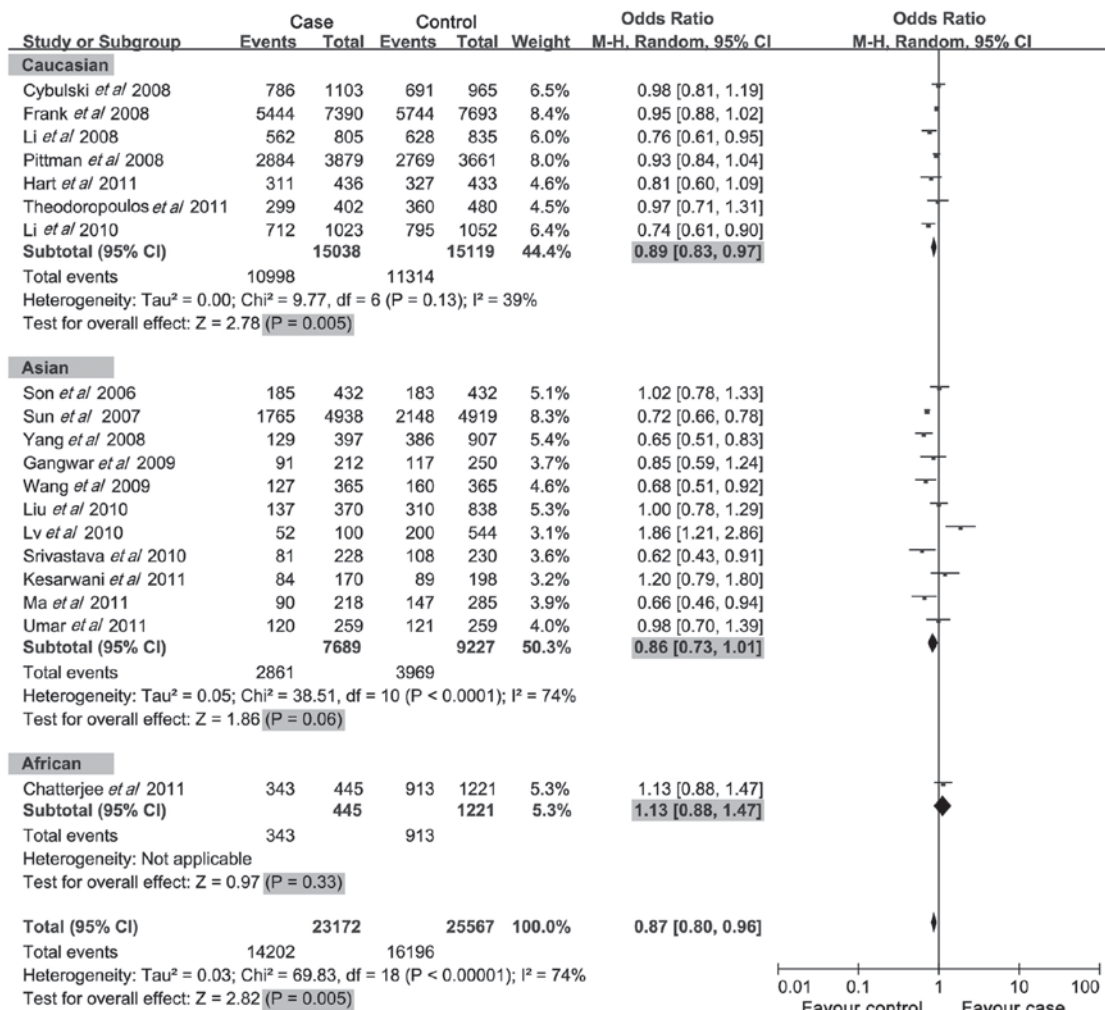 Case Control Odds Ratio Odds Ratio
Study or Subgroup Events Total Events Total Weight M-H, Random, 95% CI M-H, Random, 95% CI
Caucasian
Cybulski et al 2008 786 1103 691 965 6.5% 0.98 [0.81, 1.19]
Frank et al 2008 5444 7390 5744 7693 8.4% 0.95 [0.88, 1.02]
Li et al 2008 562 805 628 835 6.0% 0.76 [0.61, 0.95]
Pittman et al 2008 2884 3879 2769 3661 8.0% 0.93 [0.84, 1.04]
Hart et al 2011 311 436 327 433 4.6% 0.81 [0.60, 1.09]
Theodoropoulos et al 2011 299 402 360 480 4.5% 0.97 [0.71, 1.31]
Li et al 2010 712 1023 795 1052 6.4% 0.74 [0.61, 0.90]
Subtotal (95% CI) 15038 15119 44.4% 0.89 [0.83, 0.97]
Total events 10998 11314
Heterogeneity: Tau² = 0.00; Chi² = 9.77, df = 6 (P = 0.13); I² = 39%
Test for overall effect: Z = 2.78 (P = 0.005)
Asian
Son et al 2006 185 432 183 432 5.1% 1.02 [0.78, 1.33]
Sun et al 2007 1765 4938 2148 4919 8.3% 0.72 [0.66, 0.78]
Yang et al 2008 129 397 386 907 5.4% 0.65 [0.51, 0.83]
Gangwar et al 2009 91 212 117 250 3.7% 0.85 [0.59, 1.24]
Wang et al 2009 127 365 160 365 4.6% 0.68 [0.51, 0.92]
Liu et al 2010 137 370 310 838 5.3% 1.00 [0.78, 1.29]
Lv et al 2010 52 100 200 544 3.1% 1.86 [1.21, 2.86]
Srivastava et al 2010 81 228 108 230 3.6% 0.62 [0.43, 0.91]
Kesarwani et al 2011 84 170 89 198 3.2% 1.20 [0.79, 1.80]
Ma et al 2011 90 218 147 285 3.9% 0.66 [0.46, 0.94]
Umar et al 2011 120 259 121 259 4.0% 0.98 [0.70, 1.39]
Subtotal (95% CI) 7689 9227 50.3% 0.86 [0.73, 1.01]
Total events 2861 3969
Heterogeneity: Tau² = 0.05; Chi² = 38.51, df = 10 (P < 0.0001); I² = 74%
Test for overall effect: Z = 1.86 (P = 0.06)
African
Chatterjee et al 2011 343 445 913 1221 5.3% 1.13 [0.88, 1.47]
Subtotal (95% CI) 445 1221 5.3% 1.13 [0.88, 1.47]
Total events 343 913
Heterogeneity: Not applicable
Test for overall effect: Z = 0.97 (P = 0.33)
Total (95% CI) 23172 25567 100.0% 0.87 [0.80, 0.96]
Total events 14202 16196
Heterogeneity: Tau² = 0.03; Chi² = 69.83, df = 18 (P < 0.00001); I² = 74%
Test for overall effect: Z = 2.82 (P = 0.005)
0.01 0.1 1 10 100
Favour control Favour case